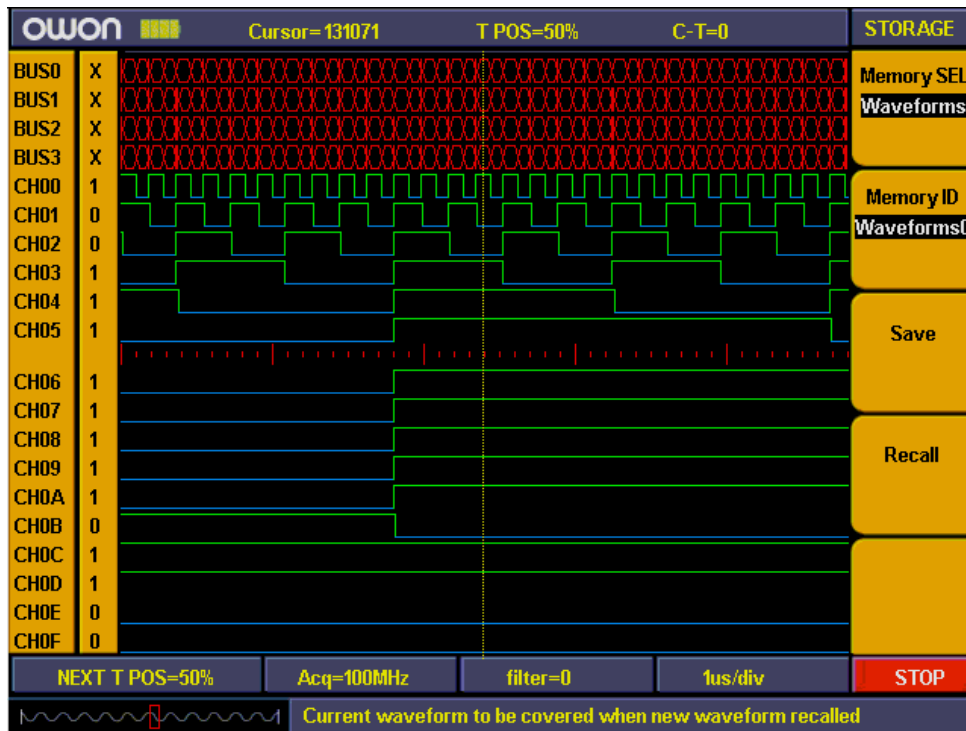 owon Cursor=131071 T POS=50% C-T=0 STORAGE
BUS0 X
BUS1 X
BUS2 X
BUS3 X
CH00 1
CH01 0
CH02 0
CH03 1
CH04 1
CH05 1
CH06 1
CH07 1
CH08 1
CH09 1
CH0A 1
CH0B 0
CH0C 1
CH0D 1
CH0E 0
CH0F 0
Memory SEL
Waveforms
Memory ID
Waveforms0
Save
Recall
NEXT T POS=50% Acq=100MHz filter=0 1us/div STOP
Current waveform to be covered when new waveform recalled